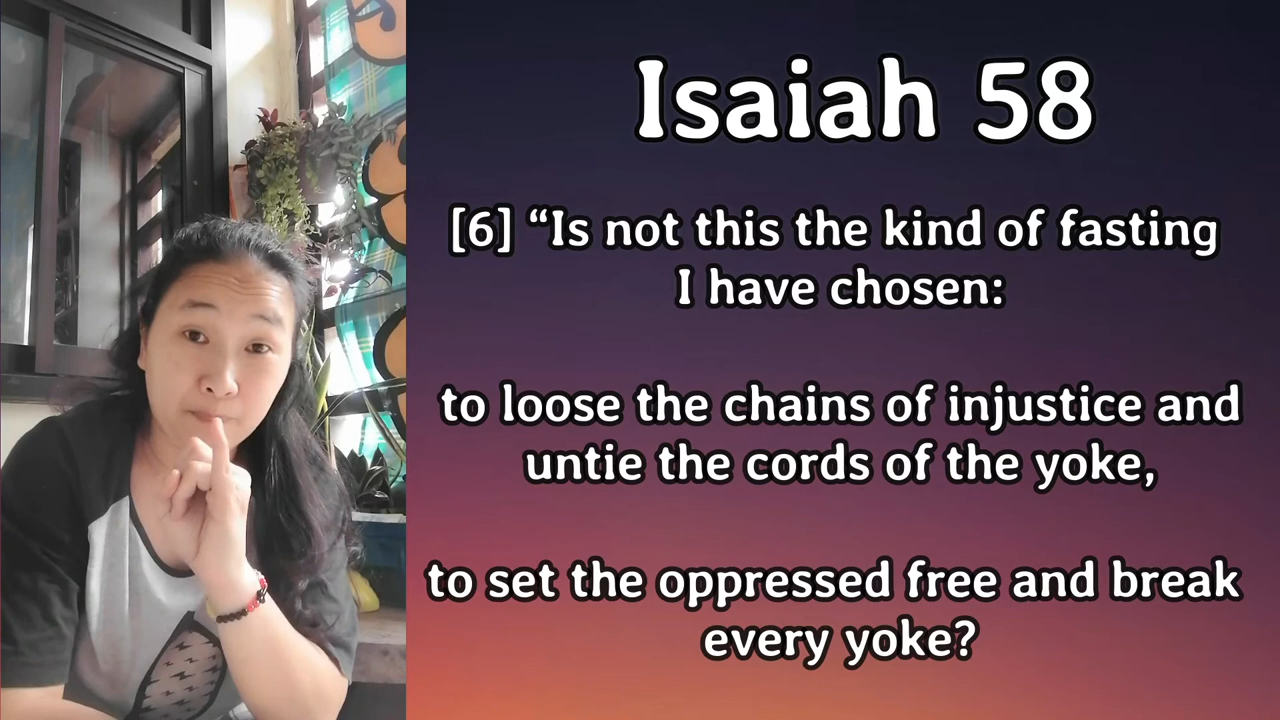 Isaiah 58
[6] “Is not this the kind of fasting
I have chosen:
to loose the chains of injustice and
untie the cords of the yoke,
to set the oppressed free and break
every yoke?